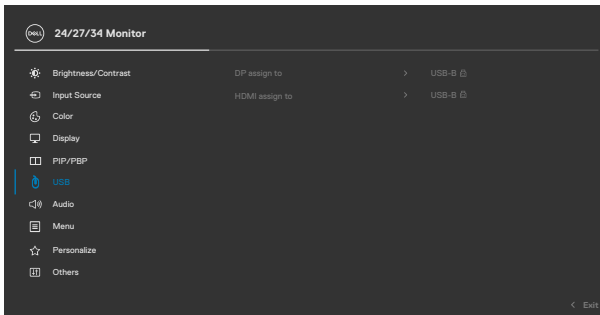 DELL 24/27/34 Monitor
Brightness/Contrast DP assign to > USB-B
Input Source HDMI assign to > USB-B
Color
Display
PIP/PBP
USB
Audio
Menu
Personalize
Others
< Exit